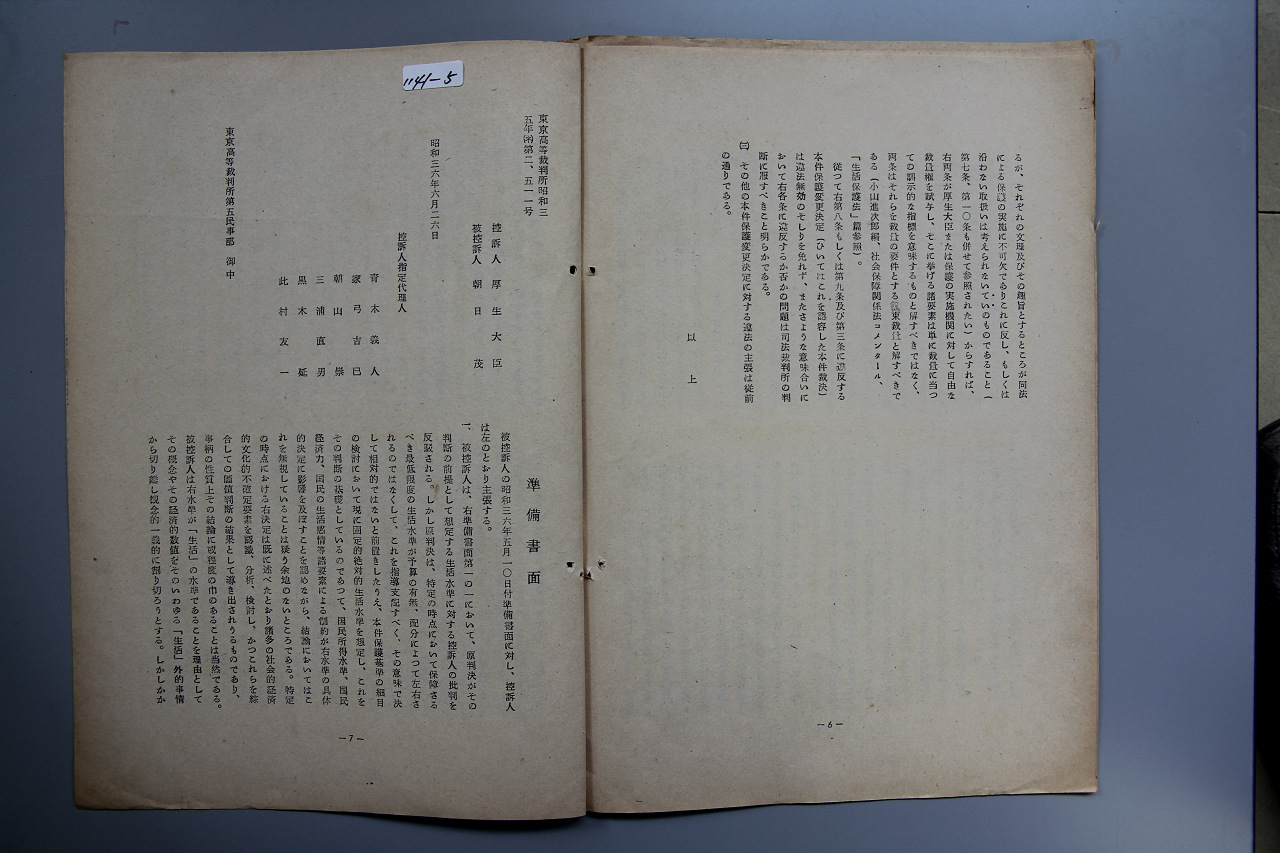 るが、それぞれの文理及びその趣旨とするところが同法
による保護の実施に不可欠でありこれに反し、もしくは
沿わない取扱いは考えられないていのものであること(
第七条、第一〇条も併せて参照されたい)からすれば、
右両条が厚生大臣または保護の実施機関に対して自由な
裁量権を賦与し、そこに挙げる諸要素は単に裁量に当つ
ての訓示的な指標を意味するものと解すべきではなく、
両条はそれらを裁量の要件とする覊束裁量と解すべきで
ある(小山進次郎編、社会保障関係法コメンタール、
「生活保護法」篇参照)。
従つて右第八条もしくは第九条及び第三条に違反する
本件保護変更決定(ひいてはこれを認容した本件裁決)
は違法無効のそしりを免れず、またさような意味合いに
おいて右各条に違反するか否かの問題は司法裁判所の判
断に服すべきこと明らかである。
㈢ その他の本件保護変更決定に対する違法の主張は従前
の通りである。
以上
―6―
1141-5
東京高等裁判所昭和三
五年㈵第二、五一一号
控訴人 厚生大臣
被控訴人 朝日茂
昭和三六年六月二六日
控訴人指定代理人
青木義人
家弓吉巳
朝山崇
三浦直男
黒木延
此村友一
東京高等裁判所第五民事部 御中
準備書面
被控訴人の昭和三六年五月一〇日付準備書面に対し、控訴人
は左のとおり主張する。
一 被控訴人は、右準備書面第一の一において、原判決がその
判断の前提として想定する生活水準に対する控訴人の批判を
反駁される。しかし原判決は、特定の時点において保障さる
べき最低限度の生活水準が予算の有無、配分によつて左右さ
れるのではなくして、これを指導支配すべく、その意味で決
して相対的ではないと前置きしたうえ、本件保護基準の細目
の検討において現に固定的絶対的生活水準を想定し、これを
その判断の基礎としているのであつて、国民所得水準、国民
経済力、国民の生活感情等諸要素による制約が右水準の具体
的決定に影響を及ぼすことを認めながら、結論においてはこ
れを無視していることは疑う余地のないところである。特定
の時点における右決定は既に述べたとおり諸多の社会的経済
的文化的不確定要素を認識、分析、検討し、かつこれらを綜
合しての価値判断の結果として導き出されうるものであり、
事柄の性質上その結論に或程度の巾のあることは当然である。
被控訴人は右水準が「生活」の水準であることを理由として
その概念やその経済的数値をそのいわゆる「生活」外的事情
から切り離し観念的一義的に割り切ろうとする。しかしかか
―7―